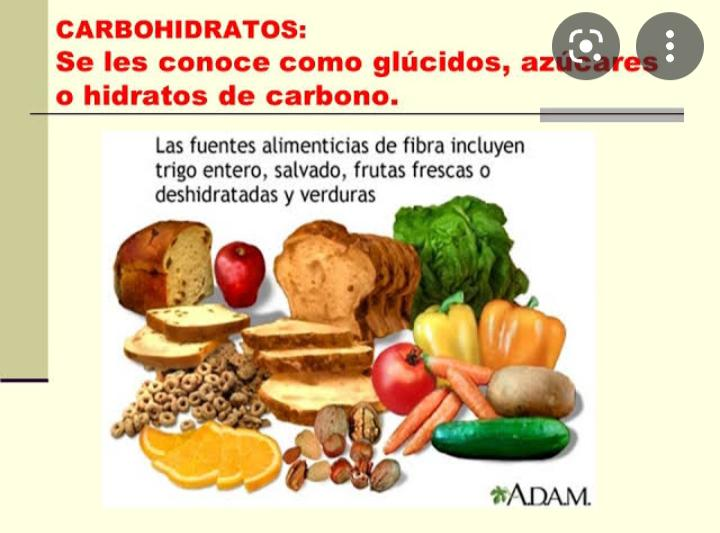 CARBOHIDRATOS:
Se les conoce como glúcidos, azúcares
o hidratos de carbono.
Las fuentes alimenticias de fibra incluyen
trigo entero, salvado, frutas frescas o
deshidratadas y verduras
ADAM.